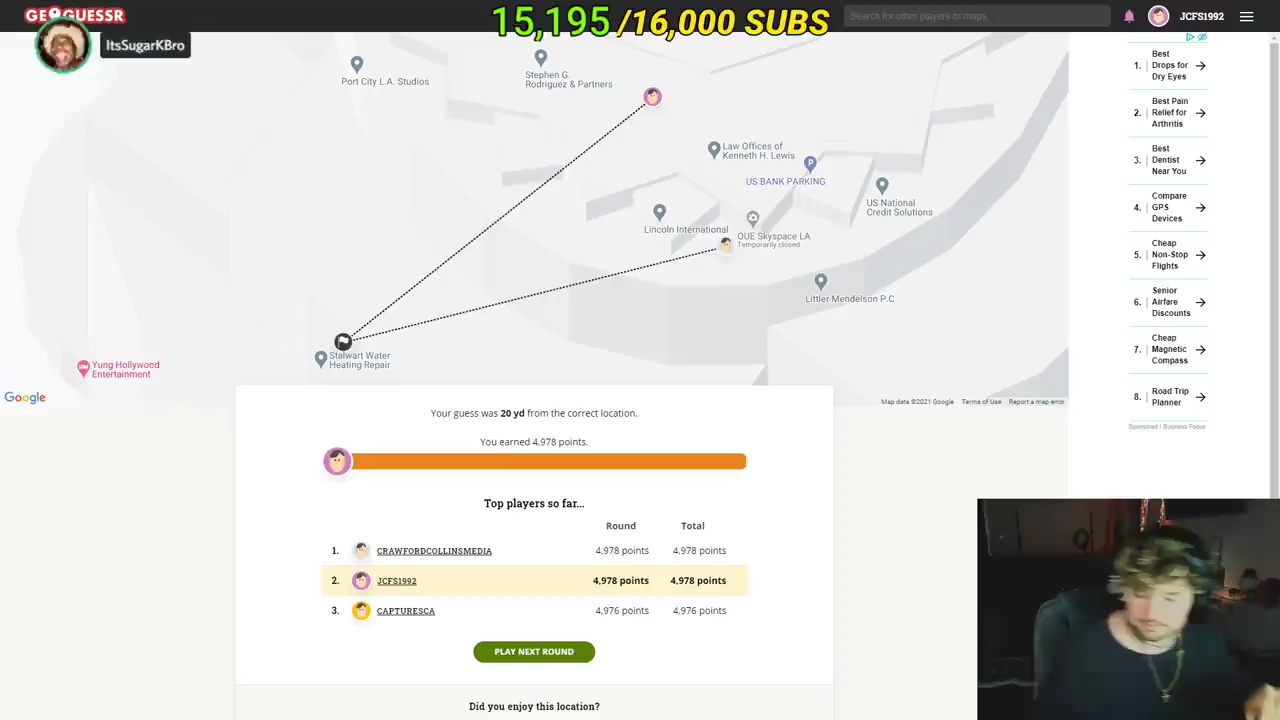 GEOGUESSR
15,195/16,000 SUBS
Search for other players or maps
JCFS1992
ItsSugarKBro
Port City L.A. Studios
Stephen G.
Rodriguez & Partners
Law Offices of
Kenneth H. Lewis
US BANK PARKING
US National
Credit Solutions
Lincoln International
OUE Skyspace LA
Temporarily closed
Littler Mendelson P.C
Stalwart Water
Heating Repair
Yung Hollywood
Entertainment
Google
Map data ©2021 Google
Terms of Use
Report a map error
1. Best
Drops for
Dry Eyes
2. Best Pain
Relief for
Arthritis
3. Best
Dentist
Near You
4. Compare
GPS
Devices
5. Cheap
Non-Stop
Flights
6. Senior
Airfare
Discounts
7. Cheap
Magnetic
Compass
8. Road Trip
Planner
Sponsored | Business Focus
Your guess was 20 yd from the correct location.
You earned 4,978 points.
Top players so far...
Round Total
1. CRAWFORDCOLLINSMEDIA 4,978 points 4,978 points
2. JCFS1992 4,978 points 4,978 points
3. CAPTURESCA 4,976 points 4,976 points
PLAY NEXT ROUND
Did you enjoy this location?